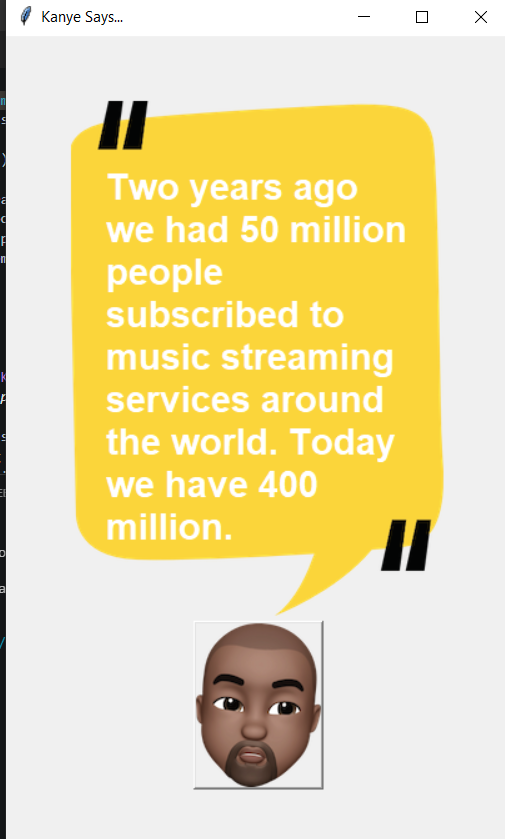 Kanye Says...
Two years ago
we had 50 million
people
subscribed to
music streaming
services around
the world. Today
we have 400
million.